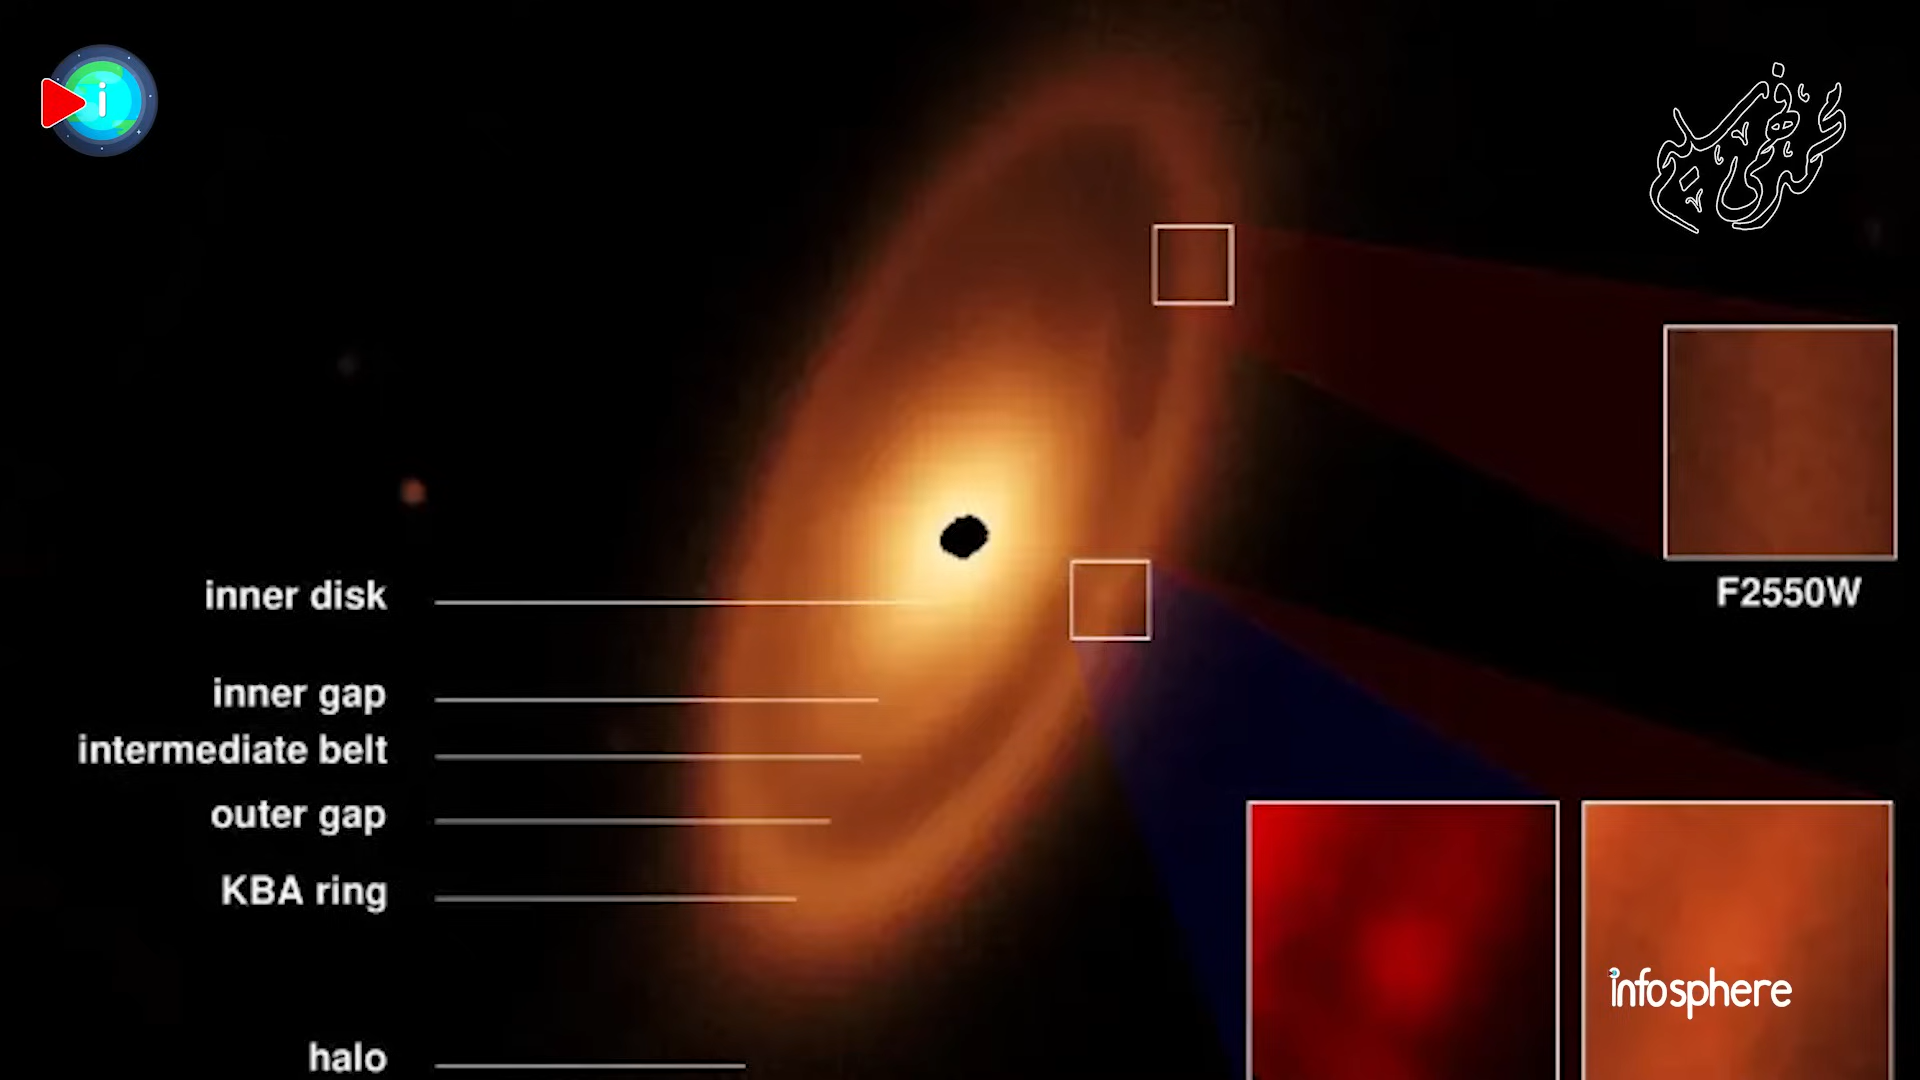 i
inner disk
inner gap
intermediate belt
outer gap
KBA ring
halo
F2550W
infosphere